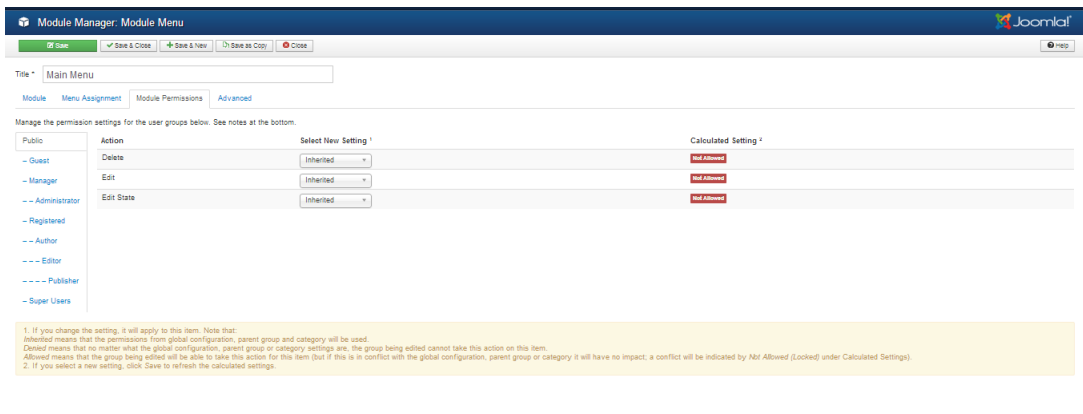 Module Manager: Module Menu
Joomla!
Save Save & Close Save & New Save as Copy Close Help
Title * Main Menu
Module Menu Assignment Module Permissions Advanced
Manage the permission settings for the user groups below. See notes at the bottom.
Public Action Select New Setting 1 Calculated Setting 2
– Guest Delete Inherited Not Allowed
– Manager Edit Inherited Not Allowed
– – Administrator Edit State Inherited Not Allowed
– Registered
– – Author
– – – Editor
– – – – Publisher
– Super Users
1. If you change the setting, it will apply to this item. Note that:
Inherited means that the permissions from global configuration, parent group and category will be used.
Denied means that no matter what the global configuration, parent group or category settings are, the group being edited cannot take this action on this item.
Allowed means that the group being edited will be able to take this action for this item (but if this is in conflict with the global configuration, parent group or category it will have no impact; a conflict will be indicated by Not Allowed (Locked) under Calculated Settings).
2. If you select a new setting, click Save to refresh the calculated settings.